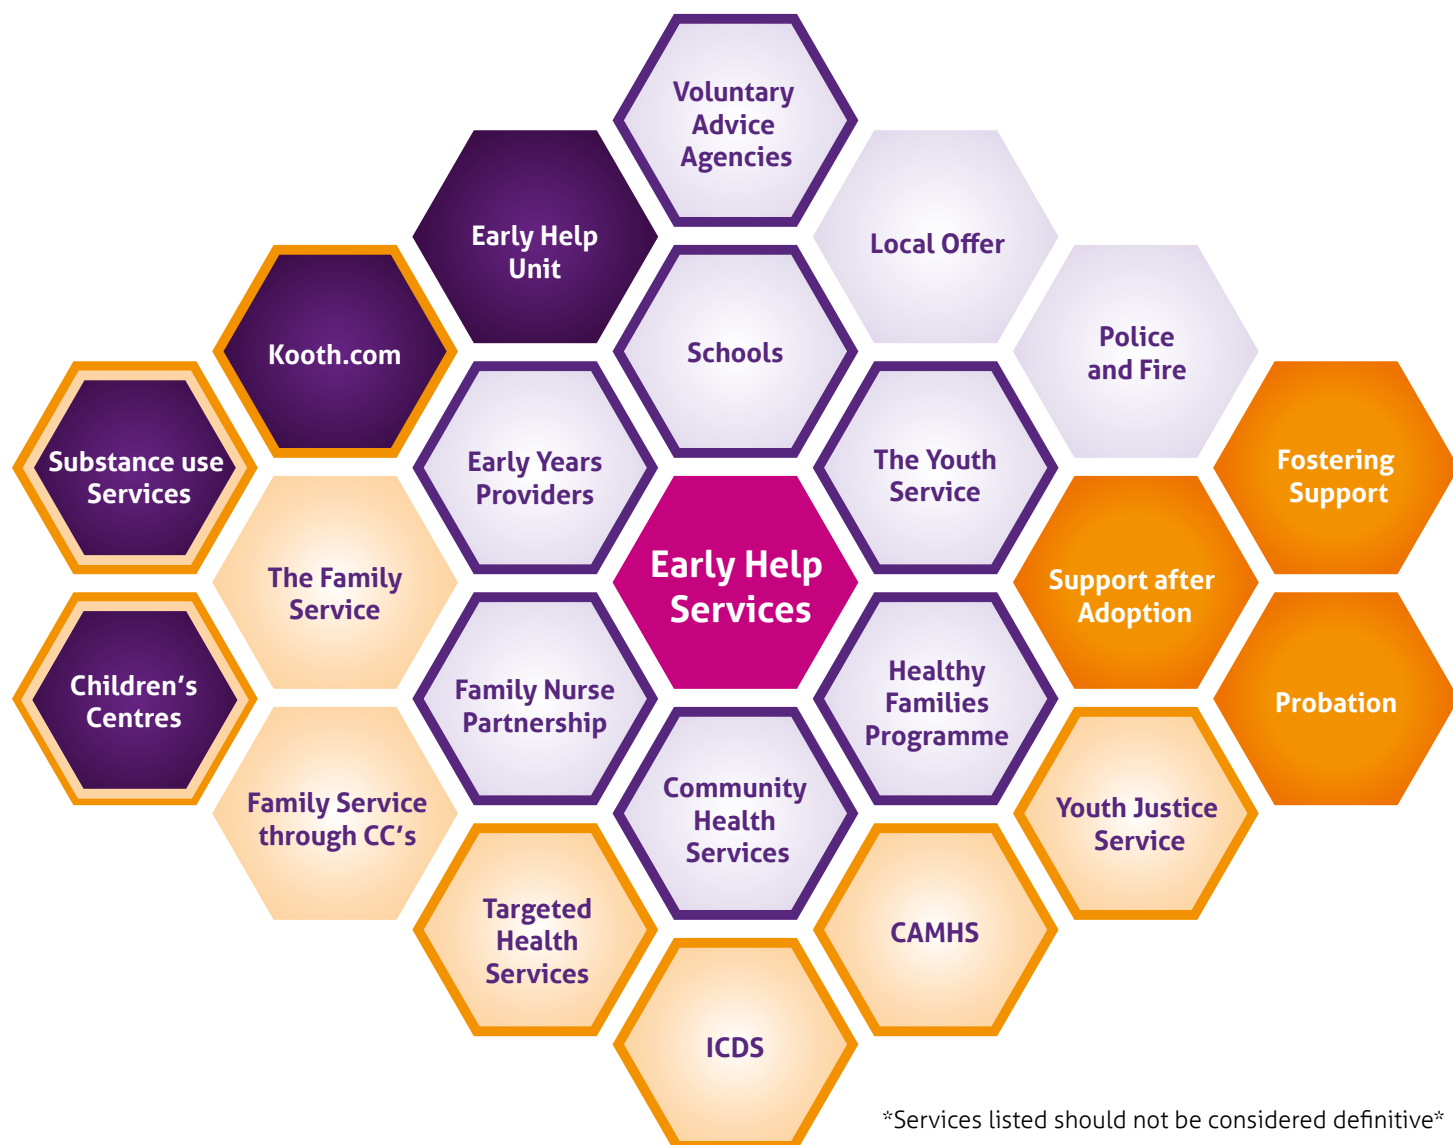 Voluntary
Advice
Agencies
Early Help
Unit
Local Offer
Kooth.com
Schools
Police
and Fire
Substance use
Services
Early Years
Providers
The Youth
Service
Fostering
Support
The Family
Service
Early Help
Services
Support after
Adoption
Children’s
Centres
Family Nurse
Partnership
Healthy
Families
Programme
Probation
Family Service
through CC’s
Community
Health
Services
Youth Justice
Service
Targeted
Health
Services
CAMHS
ICDS
*Services listed should not be considered definitive*